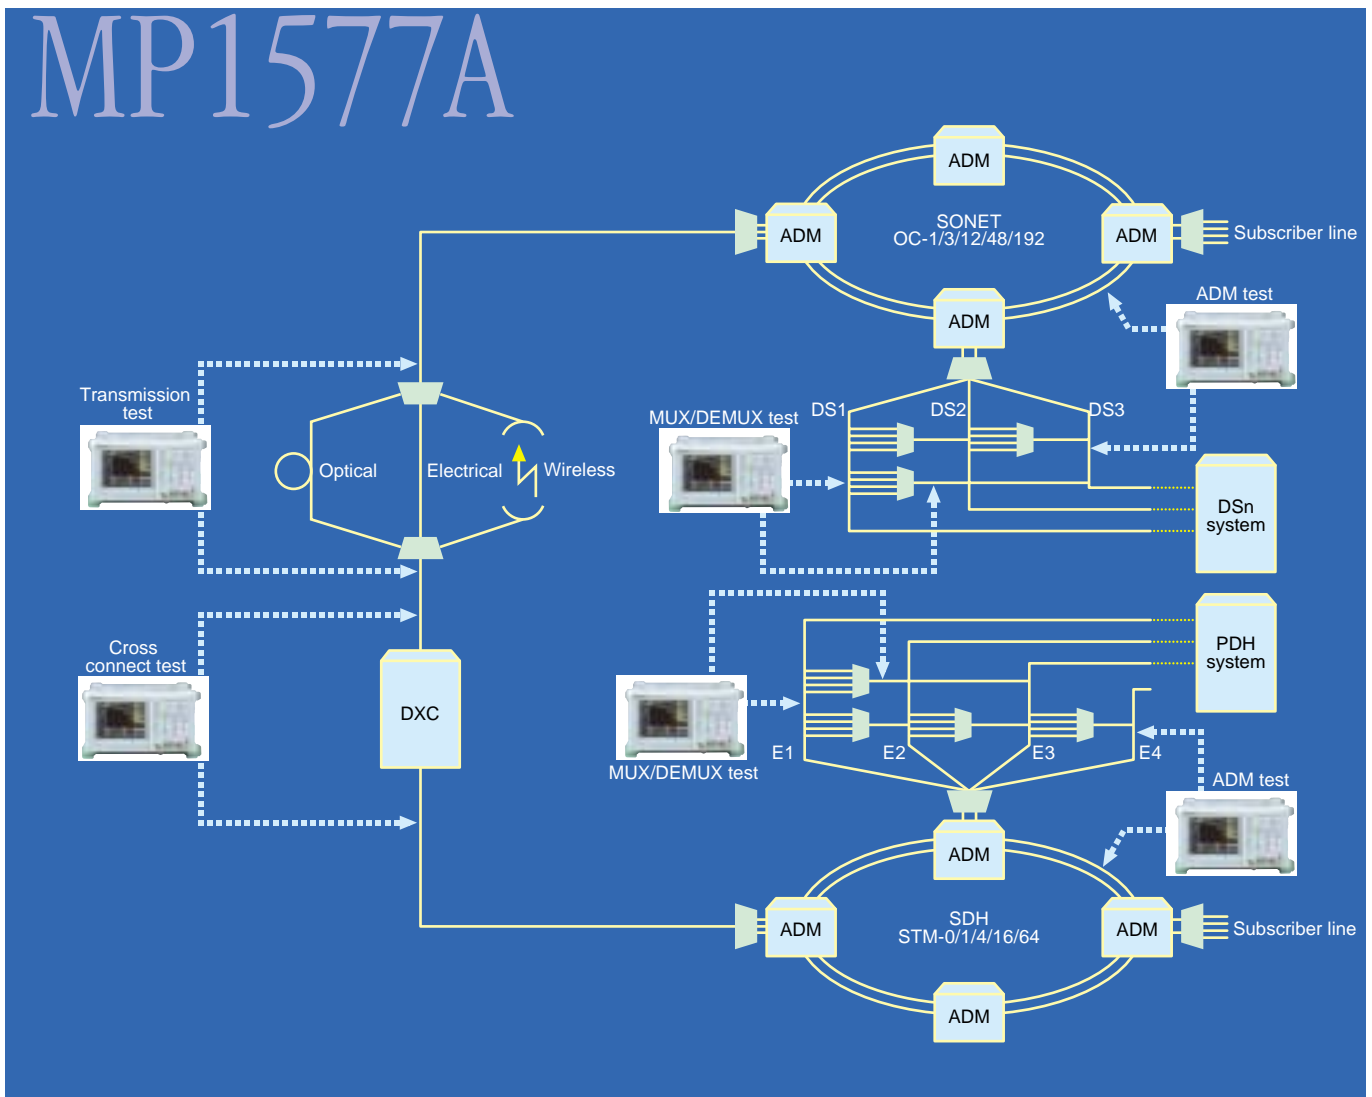 MP1577A
ADM
ADM
SONET
OC-1/3/12/48/192
ADM
Subscriber line
ADM
ADM test
Transmission
test
Optical
Electrical
Wireless
MUX/DEMUX test
DS1
DS2
DS3
DSn
system
Cross
connect test
DXC
PDH
system
E1
E2
E3
E4
MUX/DEMUX test
ADM test
ADM
ADM
SDH
STM-0/1/4/16/64
ADM
Subscriber line
ADM